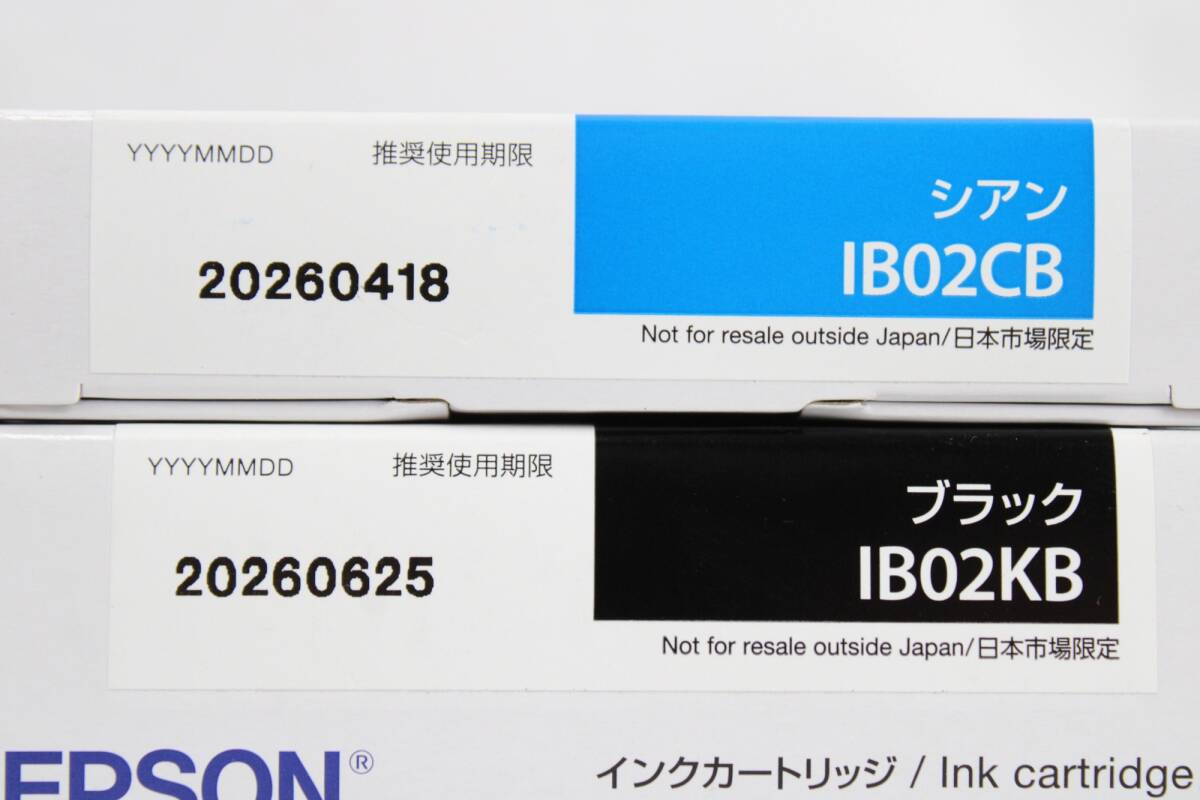 YYYYMMDD 推奨使用期限
20260418
シアン
IB02CB
Not for resale outside Japan/日本市場限定
YYYYMMDD 推奨使用期限
20260625
ブラック
IB02KB
Not for resale outside Japan/日本市場限定
EPSON®
インクカートリッジ / Ink cartridge